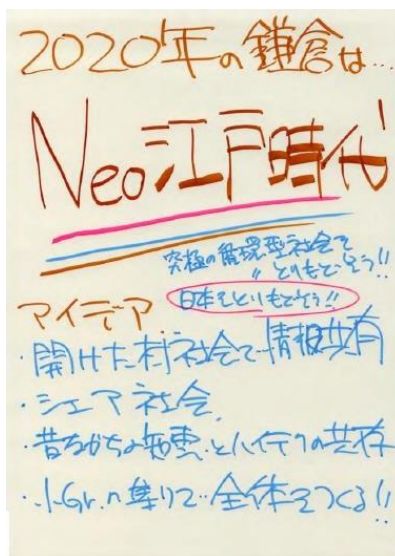 2020年の鎌倉は…
Neo江戸時代
究極の循環型社会を
〃 とりもどそう!!
日本をとりもどそう!!
アイデア
・開けた村社会で情報共有
・シェア社会
・昔ながらの知恵とハイテクの共存
・小Gr.の集りで全体をつくる!!